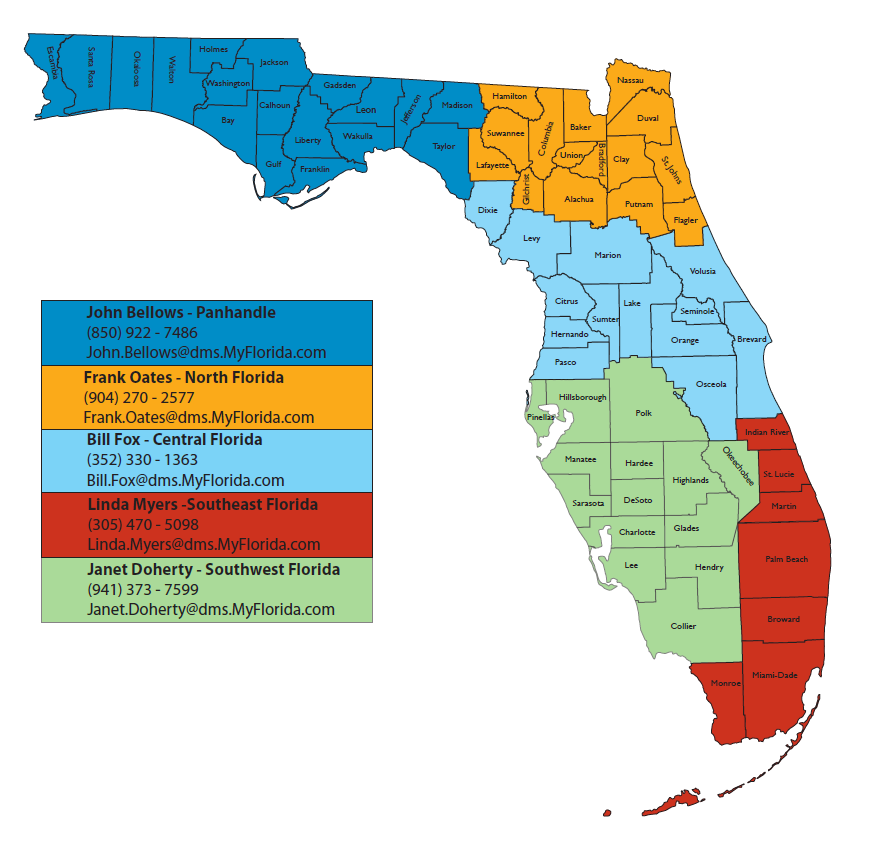 Escambia
Santa Rosa
Okaloosa
Walton
Holmes
Jackson
Washington
Bay
Calhoun
Gulf
Gadsden
Liberty
Franklin
Leon
Wakulla
Jefferson
Madison
Taylor
Hamilton
Suwannee
Lafayette
Columbia
Baker
Union
Bradford
Gilchrist
Alachua
Nassau
Duval
Clay
St. Johns
Putnam
Flagler
Dixie
Levy
Marion
Volusia
Citrus
Sumter
Lake
Seminole
Hernando
Orange
Brevard
Pasco
Osceola
John Bellows - Panhandle
(850) 922 - 7486
John.Bellows@dms.MyFlorida.com
Frank Oates - North Florida
(904) 270 - 2577
Frank.Oates@dms.MyFlorida.com
Bill Fox - Central Florida
(352) 330 - 1363
Bill.Fox@dms.MyFlorida.com
Linda Myers -Southeast Florida
(305) 470 - 5098
Linda.Myers@dms.MyFlorida.com
Janet Doherty - Southwest Florida
(941) 373 - 7599
Janet.Doherty@dms.MyFlorida.com
Hillsborough
Pinellas
Polk
Indian River
Manatee
Hardee
Highlands
Okeechobee
St. Lucie
Sarasota
DeSoto
Martin
Charlotte
Glades
Lee
Hendry
Palm Beach
Collier
Broward
Monroe
Miami-Dade